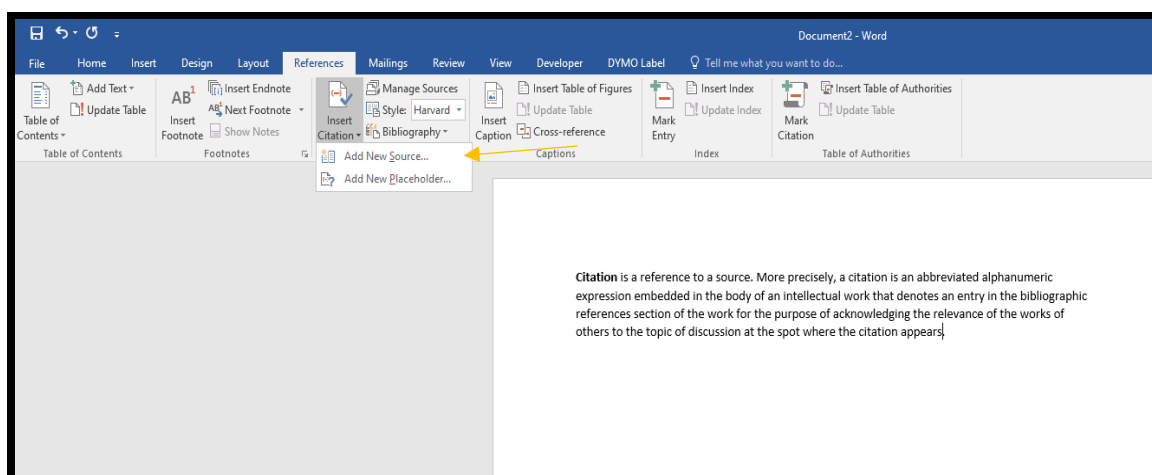 Document2 - Word
File Home Insert Design Layout References Mailings Review View Developer DYMO Label Tell me what you want to do...
Table of Contents
Add Text
Update Table
Table of Contents
AB1 Insert Footnote
Insert Endnote
AB Next Footnote
Show Notes
Footnotes
Insert Citation
Manage Sources
Style: Harvard
Bibliography
Add New Source...
Add New Placeholder...
Insert Caption
Insert Table of Figures
Update Table
Cross-reference
Captions
Mark Entry
Insert Index
Update Index
Index
Mark Citation
Insert Table of Authorities
Update Table
Table of Authorities
Citation is a reference to a source. More precisely, a citation is an abbreviated alphanumeric
expression embedded in the body of an intellectual work that denotes an entry in the bibliographic
references section of the work for the purpose of acknowledging the relevance of the works of
others to the topic of discussion at the spot where the citation appears.